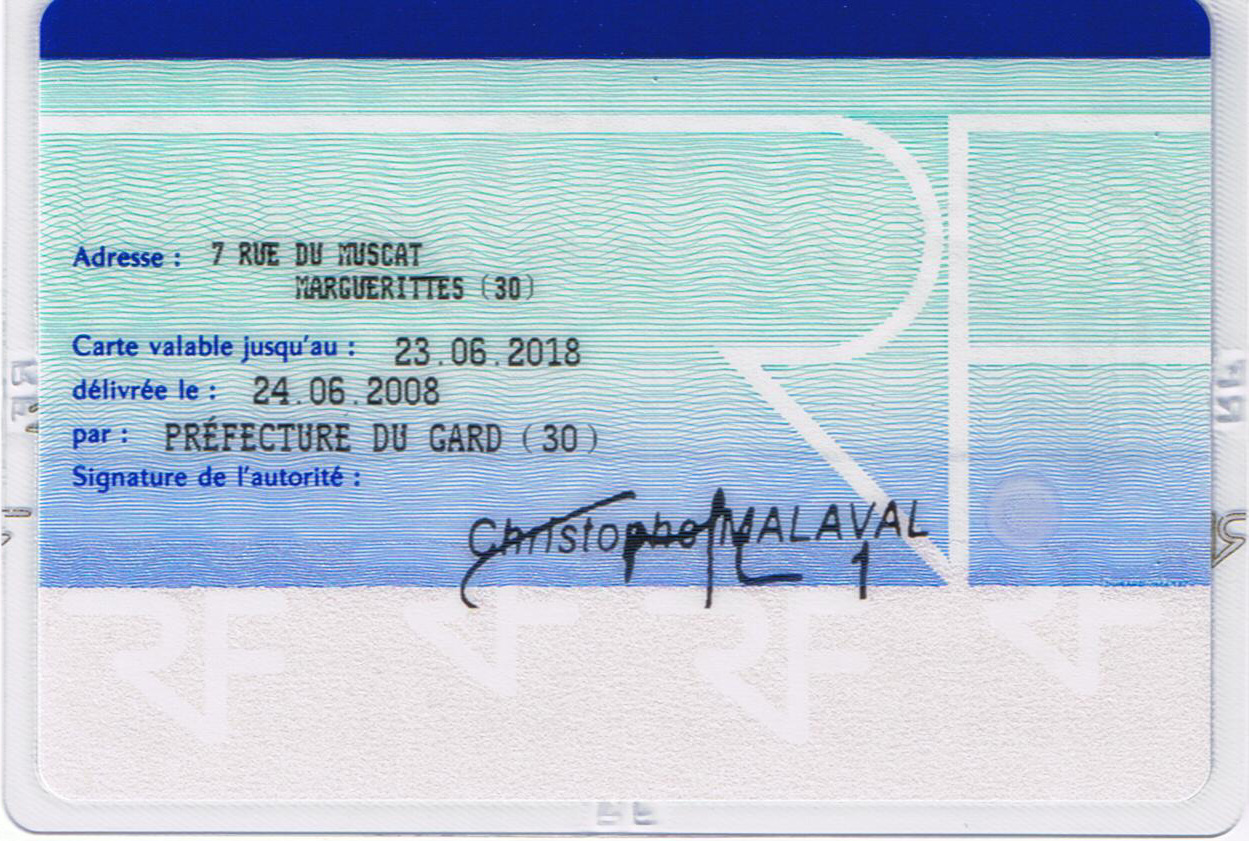 Adresse : 7 RUE DU MUSCAT
MARGUERITTES (30)
Carte valable jusqu'au : 23.06.2018
délivrée le : 24.06.2008
par : PRÉFECTURE DU GARD (30)
Signature de l'autorité :
Christophe MALAVAL
RF
RF RF RF RF